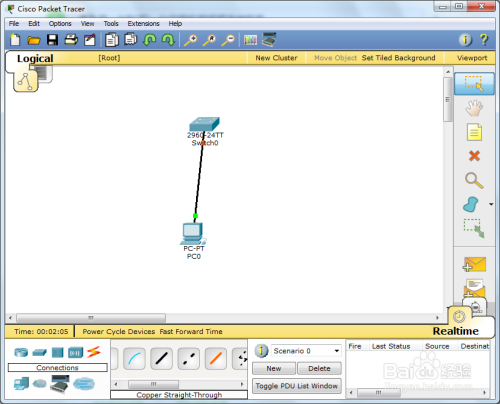 Cisco Packet Tracer
File Edit Options View Tools Extensions Help
Logical
[Root]
New Cluster
Move Object
Set Tiled Background
Viewport
2960-24TT
Switch0
PC-PT
PC0
Time: 00:02:05
Power Cycle Devices Fast Forward Time
Realtime
Connections
Copper Straight-Through
Scenario 0
New
Delete
Toggle PDU List Window
Fire Last Status Source Destinat
Baidu 经验